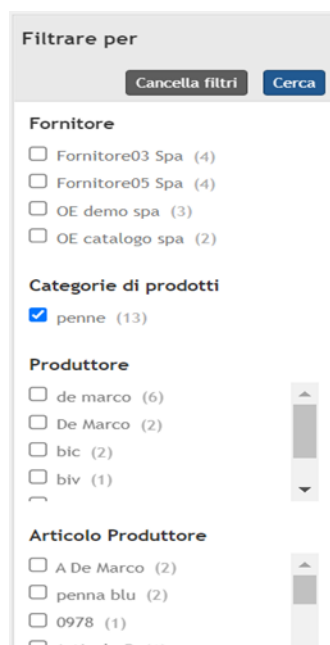 Filtrare per
Cancella filtri Cerca
Fornitore
Fornitore03 Spa (4)
Fornitore05 Spa (4)
OE demo spa (3)
OE catalogo spa (2)
Categorie di prodotti
penne (13)
Produttore
de marco (6)
De Marco (2)
bic (2)
biv (1)
Articolo Produttore
A De Marco (2)
penna blu (2)
0978 (1)